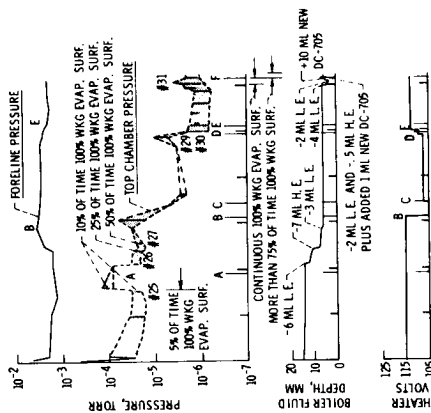 FORELINE PRESSURE
B
E
10% OF TIME 100% WKG EVAP. SURF.
25% OF TIME 100% WKG EVAP. SURF.
50% OF TIME 100% WKG EVAP. SURF.
TOP CHAMBER PRESSURE
#25
#26
#27
#29
#30
#31
A
5% OF TIME
100% WKG
EVAP. SURF.
10⁻²
10⁻³
10⁻⁴
10⁻⁵
10⁻⁶
10⁻⁷
PRESSURE, TORR
A
B
C
D
E
F
CONTINUOUS 100% WKG EVAP. SURF.
MORE THAN 75% OF TIME 100% WKG EVAP. SURF.
-6 ML L.E.
-7 ML H.E.
-3 ML L.E.
-2 ML L.E.
-4 ML L.E.
+10 ML
NEW
DC-705
-2 ML L.E. AND -.5 ML H.E.
PLUS ADDED 1 ML NEW DC-705
15
0
BOILER FLUID
DEPTH, MM
B
C
D
E
F
125
115
HEATER
VOLTS